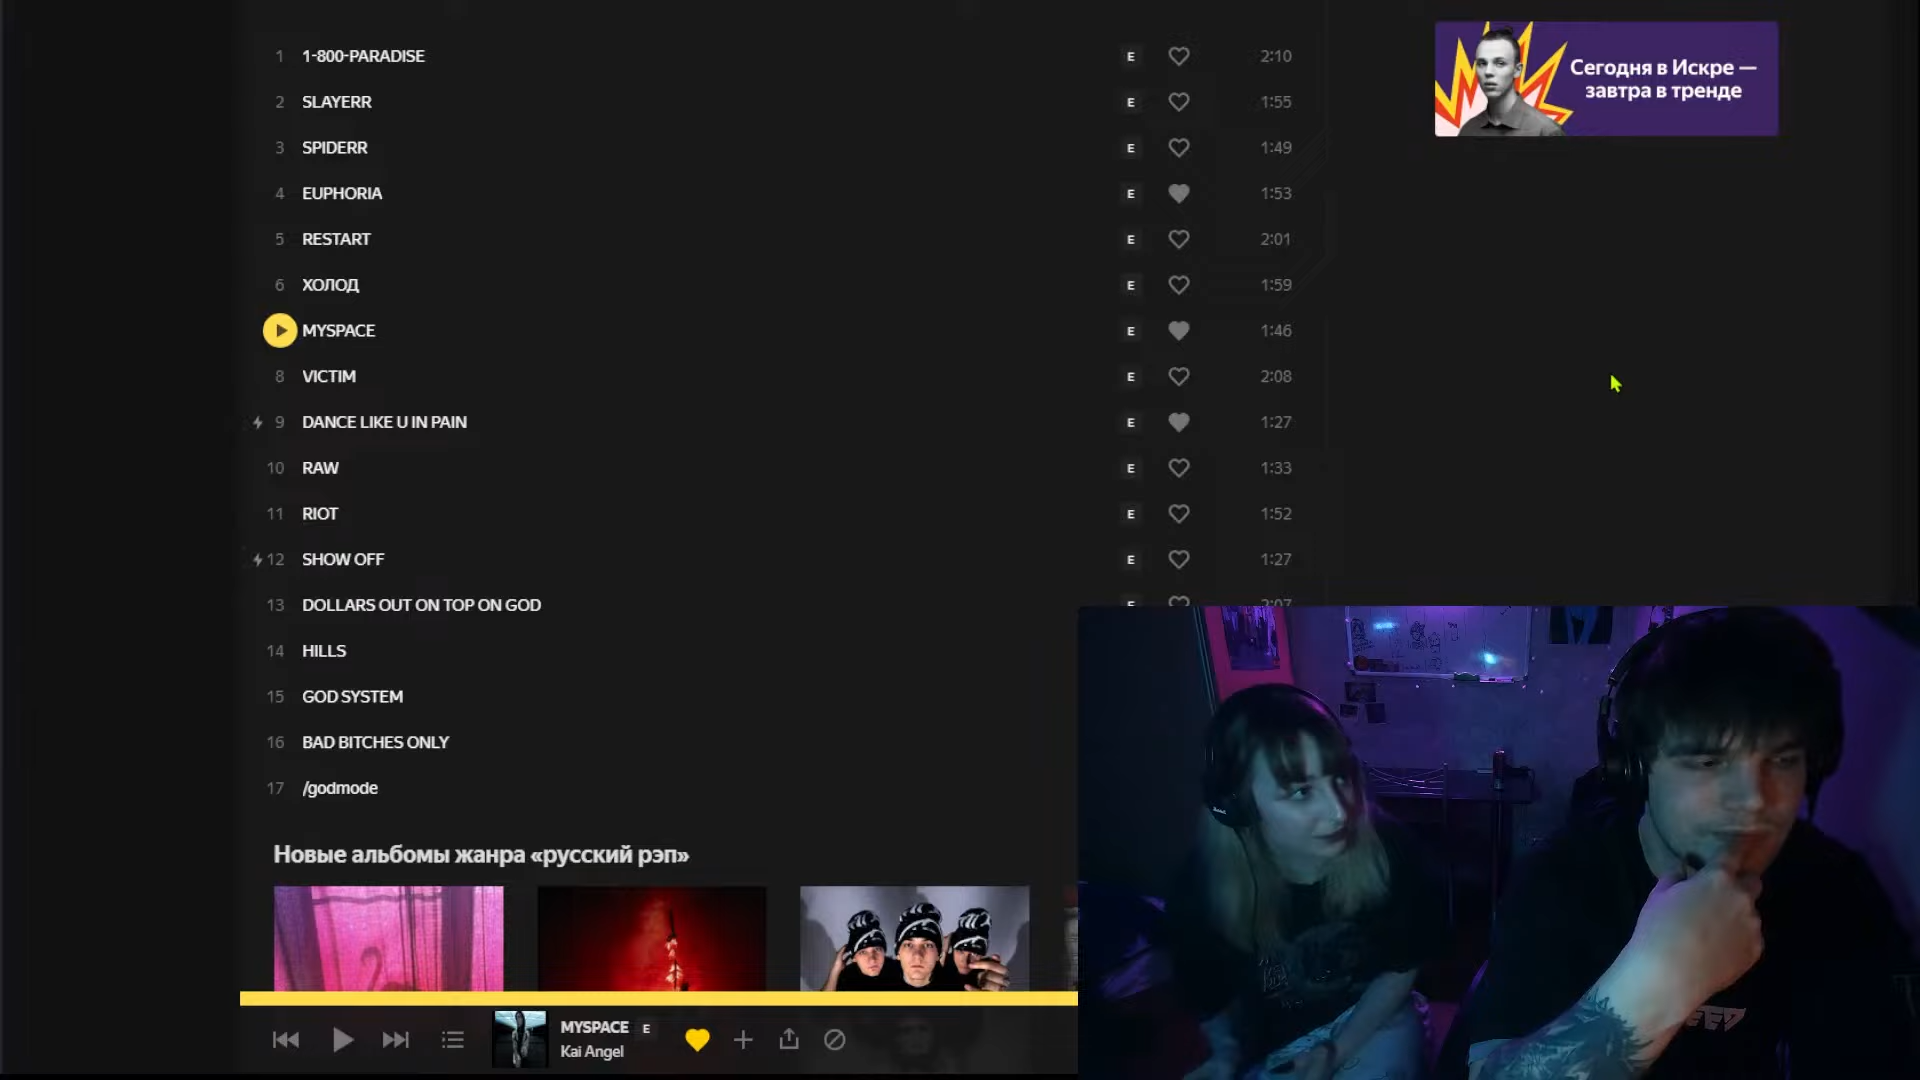 1 1-800-PARADISE E 2:10
2 SLAYERR E 1:55
3 SPIDERR E 1:49
4 EUPHORIA E 1:53
5 RESTART E 2:01
6 ХОЛОД E 1:59
MYSPACE E 1:46
8 VICTIM E 2:08
9 DANCE LIKE U IN PAIN E 1:27
10 RAW E 1:33
11 RIOT E 1:52
12 SHOW OFF E 1:27
13 DOLLARS OUT ON TOP ON GOD E 2:07
14 HILLS
15 GOD SYSTEM
16 BAD BITCHES ONLY
17 /godmode
Новые альбомы жанра «русский рэп»
MYSPACE E
Kai Angel
Сегодня в Искре —
завтра в тренде